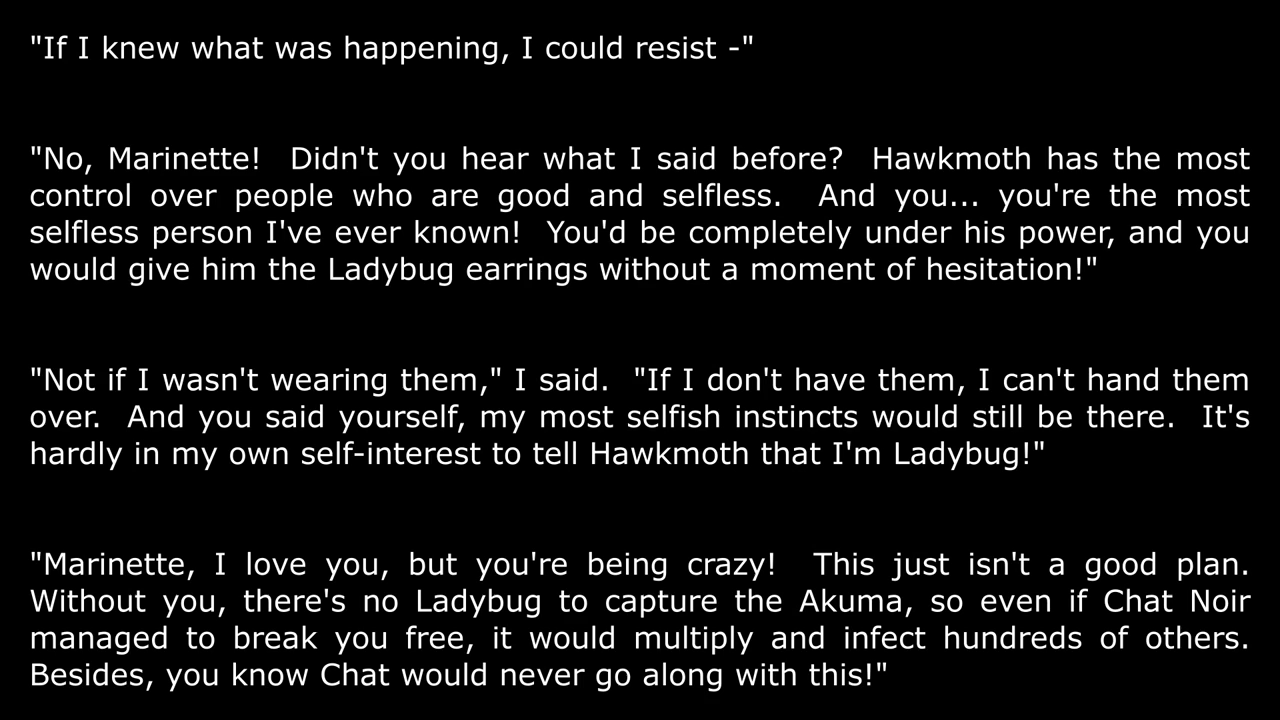 "If I knew what was happening, I could resist -"
"No, Marinette!  Didn't you hear what I said before?  Hawkmoth has the most
control over people who are good and selfless.  And you... you're the most
selfless person I've ever known!  You'd be completely under his power, and you
would give him the Ladybug earrings without a moment of hesitation!"
"Not if I wasn't wearing them," I said.  "If I don't have them, I can't hand them
over.  And you said yourself, my most selfish instincts would still be there.  It's
hardly in my own self-interest to tell Hawkmoth that I'm Ladybug!"
"Marinette, I love you, but you're being crazy!  This just isn't a good plan.
Without you, there's no Ladybug to capture the Akuma, so even if Chat Noir
managed to break you free, it would multiply and infect hundreds of others.
Besides, you know Chat would never go along with this!"